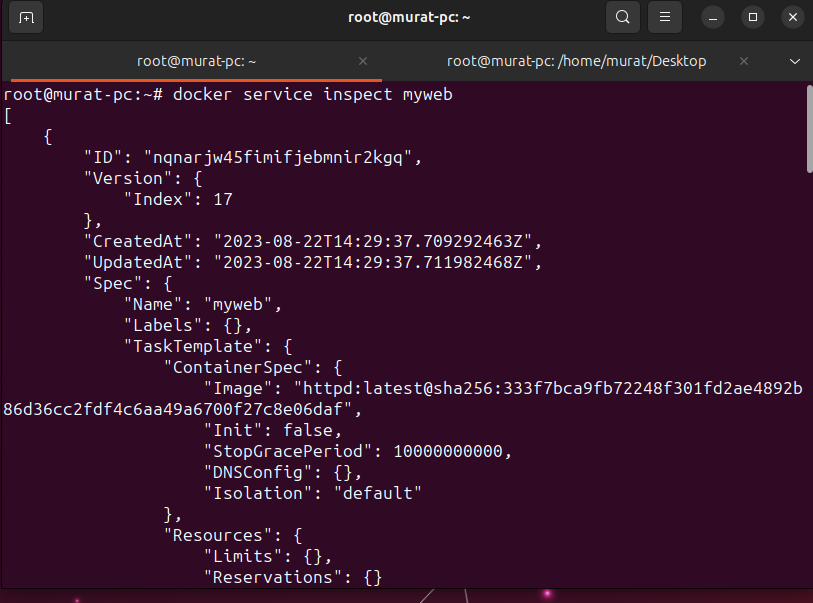 root@murat-pc: ~
root@murat-pc: ~
root@murat-pc: /home/murat/Desktop
root@murat-pc:~# docker service inspect myweb
[
    {
        "ID": "nqnarjw45fimifjebmnir2kgq",
        "Version": {
            "Index": 17
        },
        "CreatedAt": "2023-08-22T14:29:37.709292463Z",
        "UpdatedAt": "2023-08-22T14:29:37.711982468Z",
        "Spec": {
            "Name": "myweb",
            "Labels": {},
            "TaskTemplate": {
                "ContainerSpec": {
                    "Image": "httpd:latest@sha256:333f7bca9fb72248f301fd2ae4892b
86d36cc2fdf4c6aa49a6700f27c8e06daf",
                    "Init": false,
                    "StopGracePeriod": 10000000000,
                    "DNSConfig": {},
                    "Isolation": "default"
                },
                "Resources": {
                    "Limits": {},
                    "Reservations": {}